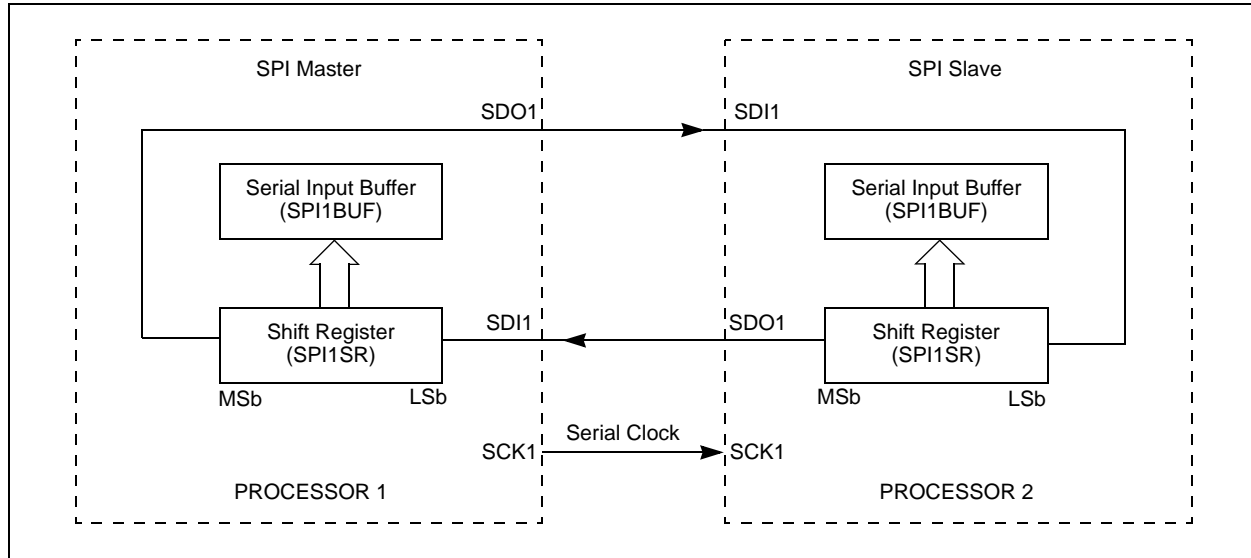 SPI Master
SPI Slave
SDO1
SDI1
Serial Input Buffer
(SPI1BUF)
Serial Input Buffer
(SPI1BUF)
Shift Register
(SPI1SR)
SDI1
SDO1
Shift Register
(SPI1SR)
MSb
LSb
MSb
LSb
Serial Clock
SCK1
SCK1
PROCESSOR 1
PROCESSOR 2